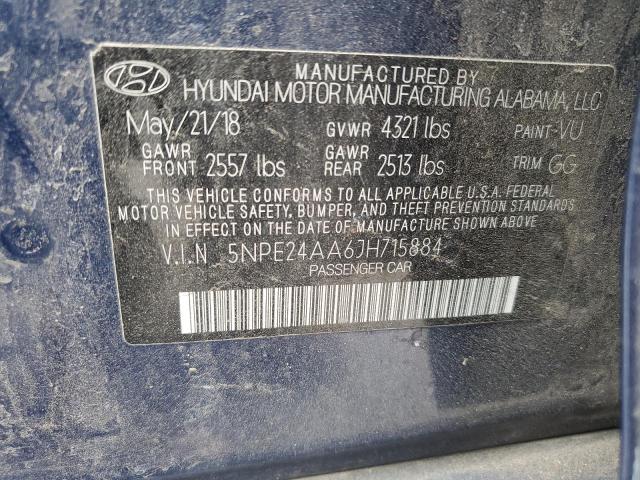 MANUFACTURED BY
HYUNDAI MOTOR MANUFACTURING ALABAMA, LLC
May/21/18 GVWR 4321 lbs PAINT-VU
GAWR FRONT 2557 lbs GAWR REAR 2513 lbs TRIM GG
THIS VEHICLE CONFORMS TO ALL APPLICABLE U.S.A. FEDERAL
MOTOR VEHICLE SAFETY, BUMPER, AND THEFT PREVENTION STANDARDS
IN EFFECT ON THE DATE OF MANUFACTURE SHOWN ABOVE.
V.I.N 5NPE24AA6JH715884
PASSENGER CAR